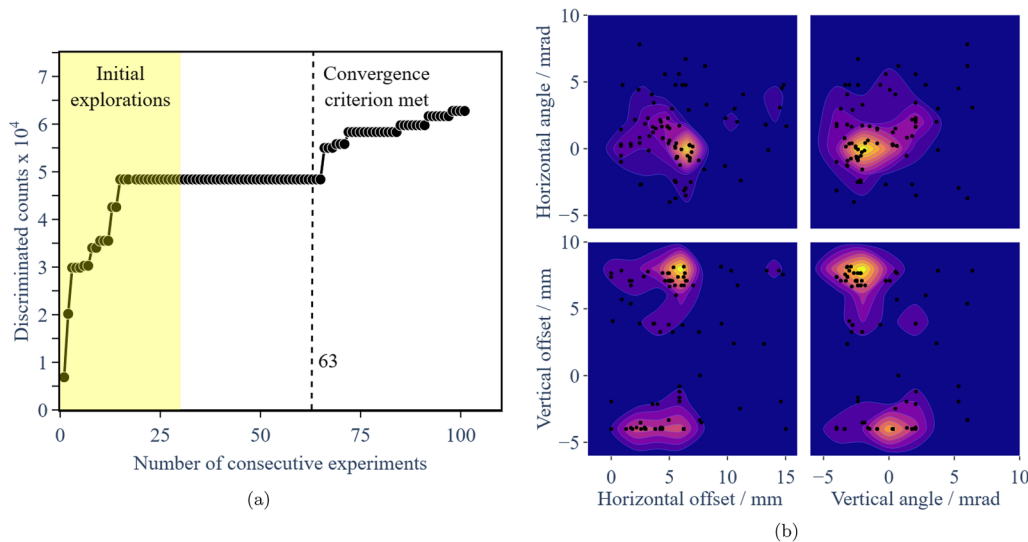 Discriminated counts x 10⁴
7
6
5
4
3
2
1
0
Initial
explorations
Convergence
criterion met
63
0
25
50
75
100
Number of consecutive experiments
(a)
Horizontal angle / mrad
10
5
0
−5
Vertical offset / mm
10
5
0
−5
0
5
10
15
Horizontal offset / mm
−5
0
5
10
Vertical angle / mrad
(b)